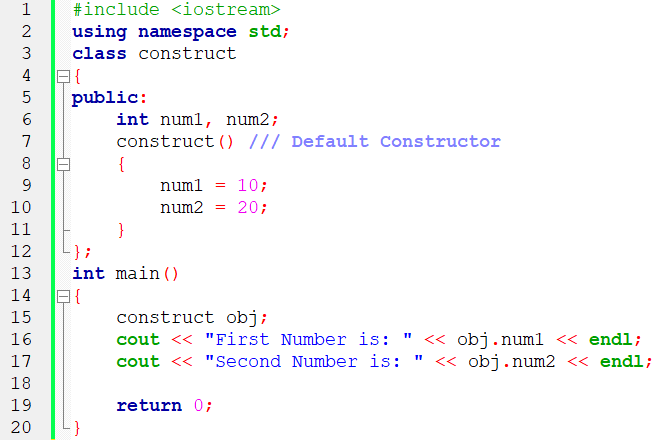 1 #include <iostream>
2 using namespace std;
3 class construct
4 {
5 public:
6     int num1, num2;
7     construct() /// Default Constructor
8     {
9         num1 = 10;
10         num2 = 20;
11     }
12 };
13 int main()
14 {
15     construct obj;
16     cout << "First Number is: " << obj.num1 << endl;
17     cout << "Second Number is: " << obj.num2 << endl;
18
19     return 0;
20 }